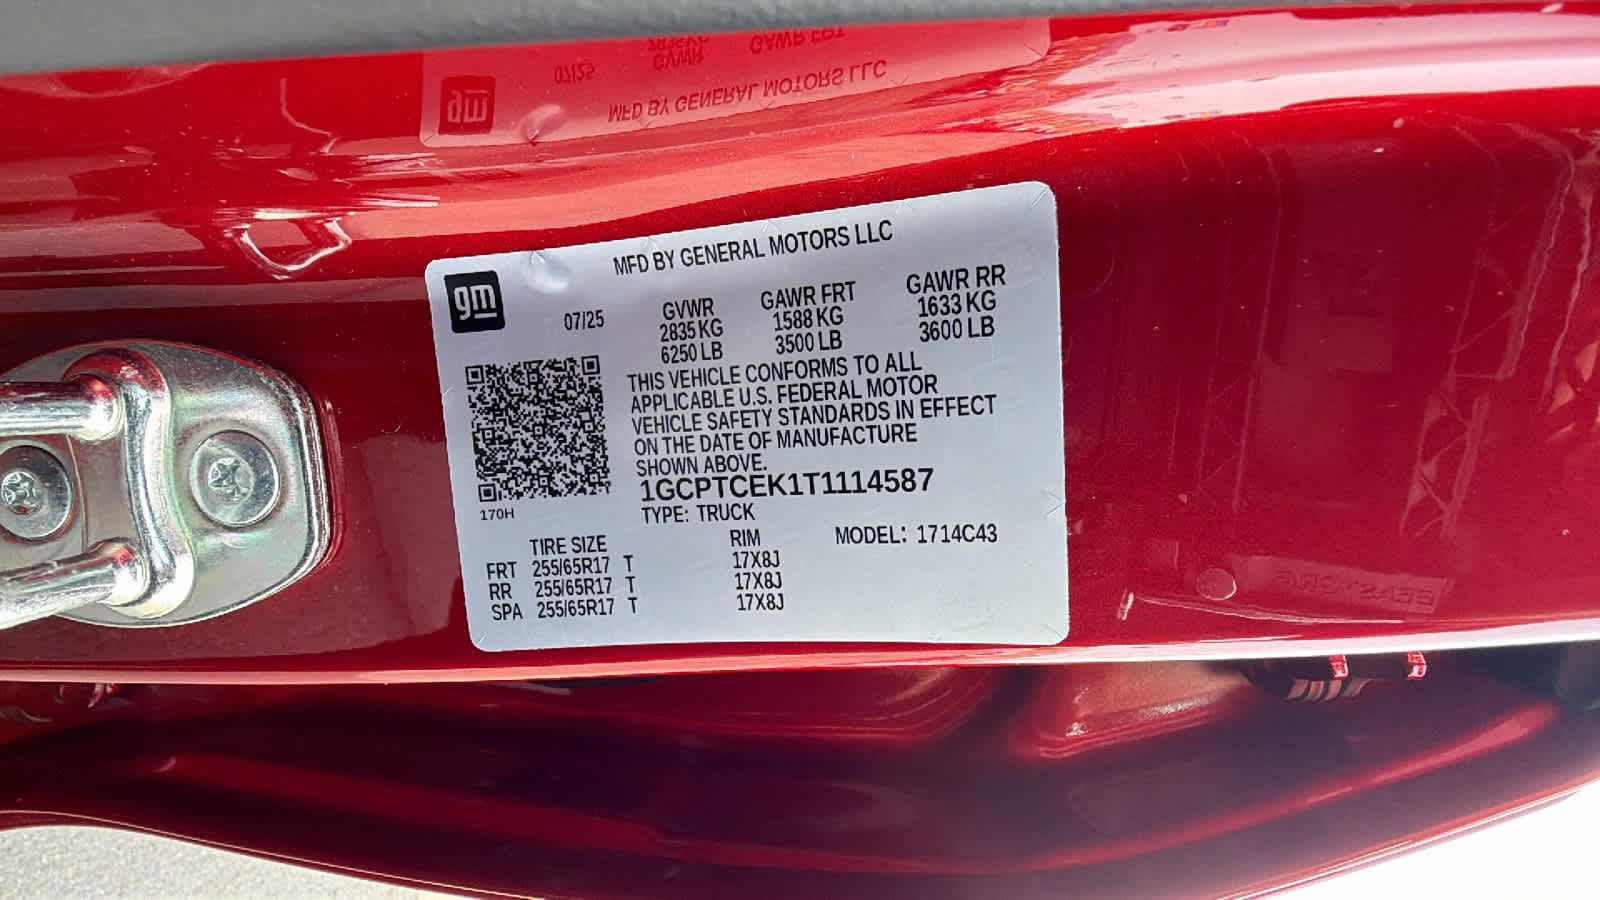 MFD BY GENERAL MOTORS LLC
gm
07/25
GVWR
2835 KG
6250 LB
GAWR FRT
1588 KG
3500 LB
GAWR RR
1633 KG
3600 LB
THIS VEHICLE CONFORMS TO ALL
APPLICABLE U.S. FEDERAL MOTOR
VEHICLE SAFETY STANDARDS IN EFFECT
ON THE DATE OF MANUFACTURE
SHOWN ABOVE.
1GCPTCEK1T1114587
170H
TYPE: TRUCK
MODEL: 1714C43
TIRE SIZE RIM
FRT 255/65R17 T 17X8J
RR 255/65R17 T 17X8J
SPA 255/65R17 T 17X8J